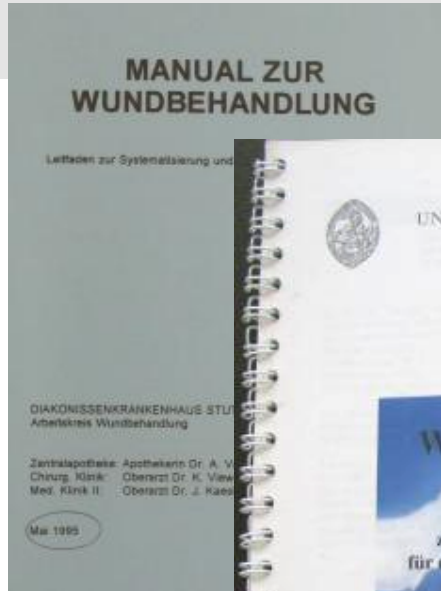 MANUAL ZUR
WUNDBEHANDLUNG
Leitfaden zur Systematisierung und
DIAKONISSENKRANKENHAUS STUT
Arbeitskreis Wundbehandlung
Zentralapotheke: Apothekerin Dr. A. V
Chirurg. Klinik: Oberarzt Dr. K. View
Med. Klinik II: Oberarzt Dr. J. Kaes
Mai 1995
UN
W
für